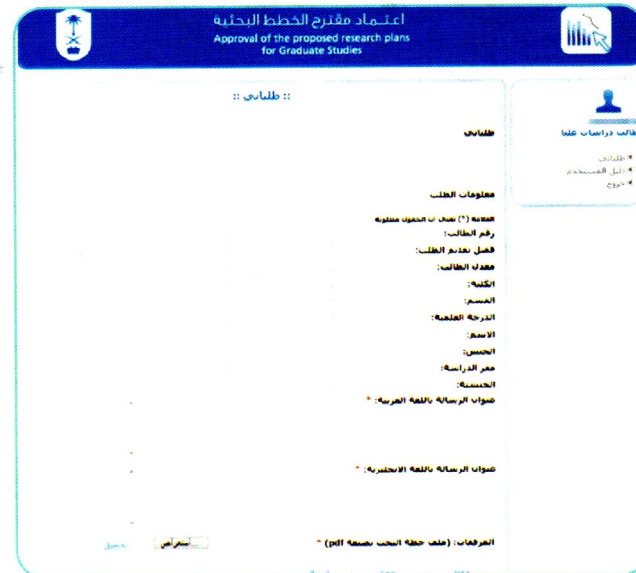 اعتــماد مقترح الخطط البحثية
Approval of the proposed research plans
for Graduate Studies
طالب دراسات عليا
طلباتي
دليل المستخدم
خروج
:: طلباتي ::
طلباتي
معلومات الطلب
العلامة (*) تعني ان الحقول مطلوبة
رقم الطالب:
فصل تقديم الطلب:
معدل الطالب:
الكلية:
القسم:
الدرجة العلمية:
الاسم:
الجنس:
مقر الدراسة:
الجنسية:
عنوان الرسالة باللغة العربية: *
عنوان الرسالة باللغة الانجليزية: *
المرفقات: (ملف خطة البحث بصيغة pdf) * استعراض... تحميل